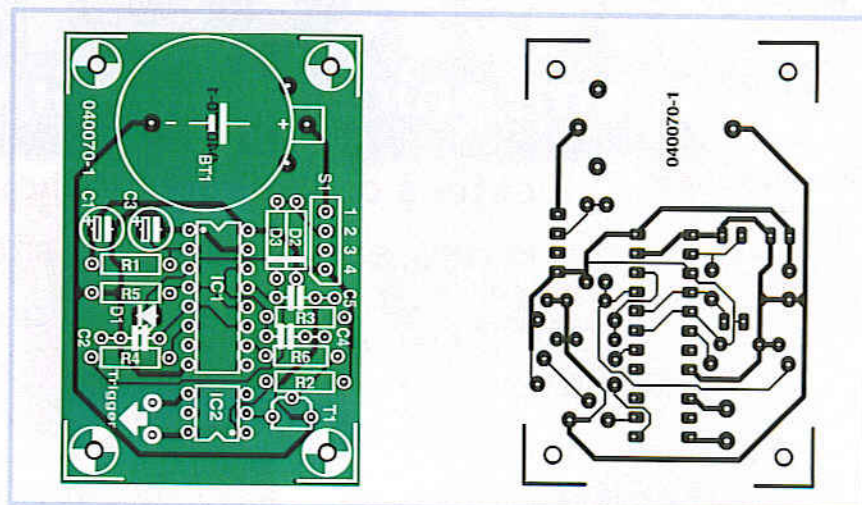 040070-1
-
+
BT1
C1
C3
S1
1
2
3
4
D3
D2
R1
IC1
R5
D1
C5
R3
C2
C4
R4
R6
R2
Trigger
IC2
T1
040070-1